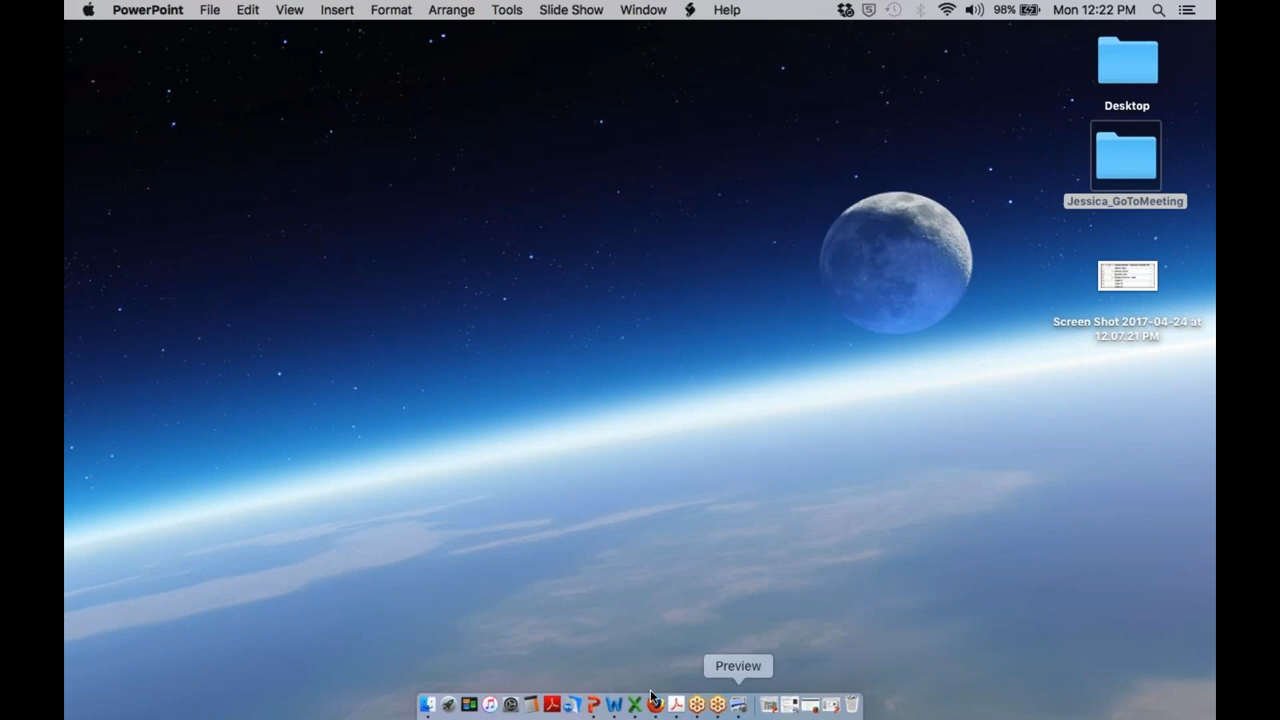 PowerPoint File Edit View Insert Format Arrange Tools Slide Show Window Help 98% Mon 12:22 PM
Desktop
Jessica_GoToMeeting
Screen Shot 2017-04-24 at
12.07.21 PM
Preview